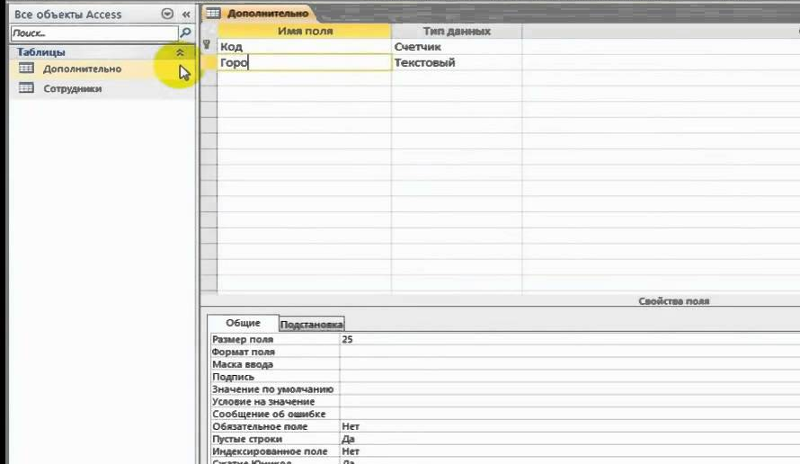 Все объекты Access
Дополнительно
Поиск...
Имя поля
Тип данных
Таблицы
Код
Счетчик
Дополнительно
Горо
Текстовый
Сотрудники
Свойства поля
Общие
Подстановка
Размер поля 25
Формат поля
Маска ввода
Подпись
Значение по умолчанию
Условие на значение
Сообщение об ошибке
Обязательное поле Нет
Пустые строки Да
Индексированное поле Нет
Сжатие Юникод Да